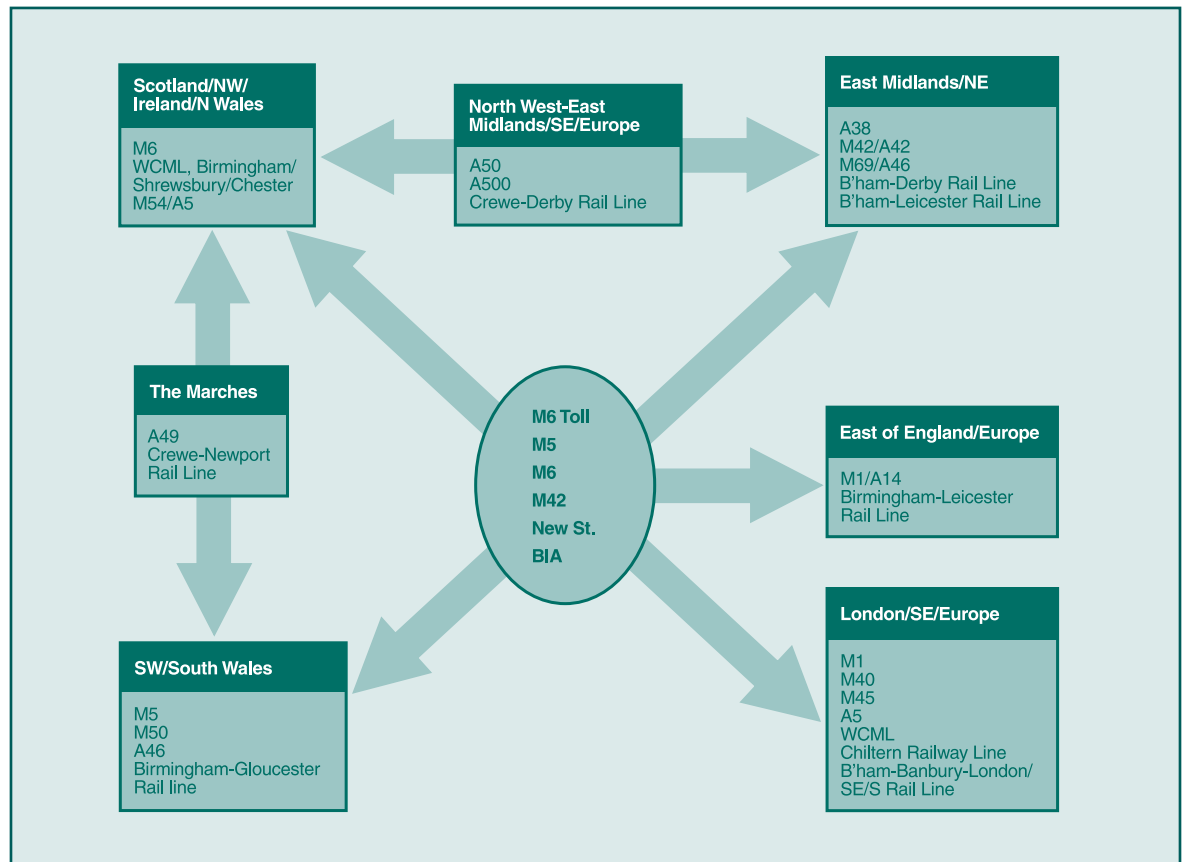 Scotland/NW/
Ireland/N Wales
M6
WCML, Birmingham/
Shrewsbury/Chester
M54/A5
North West-East
Midlands/SE/Europe
A50
A500
Crewe-Derby Rail Line
East Midlands/NE
A38
M42/A42
M69/A46
B'ham-Derby Rail Line
B'ham-Leicester Rail Line
The Marches
A49
Crewe-Newport
Rail Line
M6 Toll
M5
M6
M42
New St.
BIA
East of England/Europe
M1/A14
Birmingham-Leicester
Rail Line
SW/South Wales
M5
M50
A46
Birmingham-Gloucester
Rail line
London/SE/Europe
M1
M40
M45
A5
WCML
Chiltern Railway Line
B'ham-Banbury-London/
SE/S Rail Line